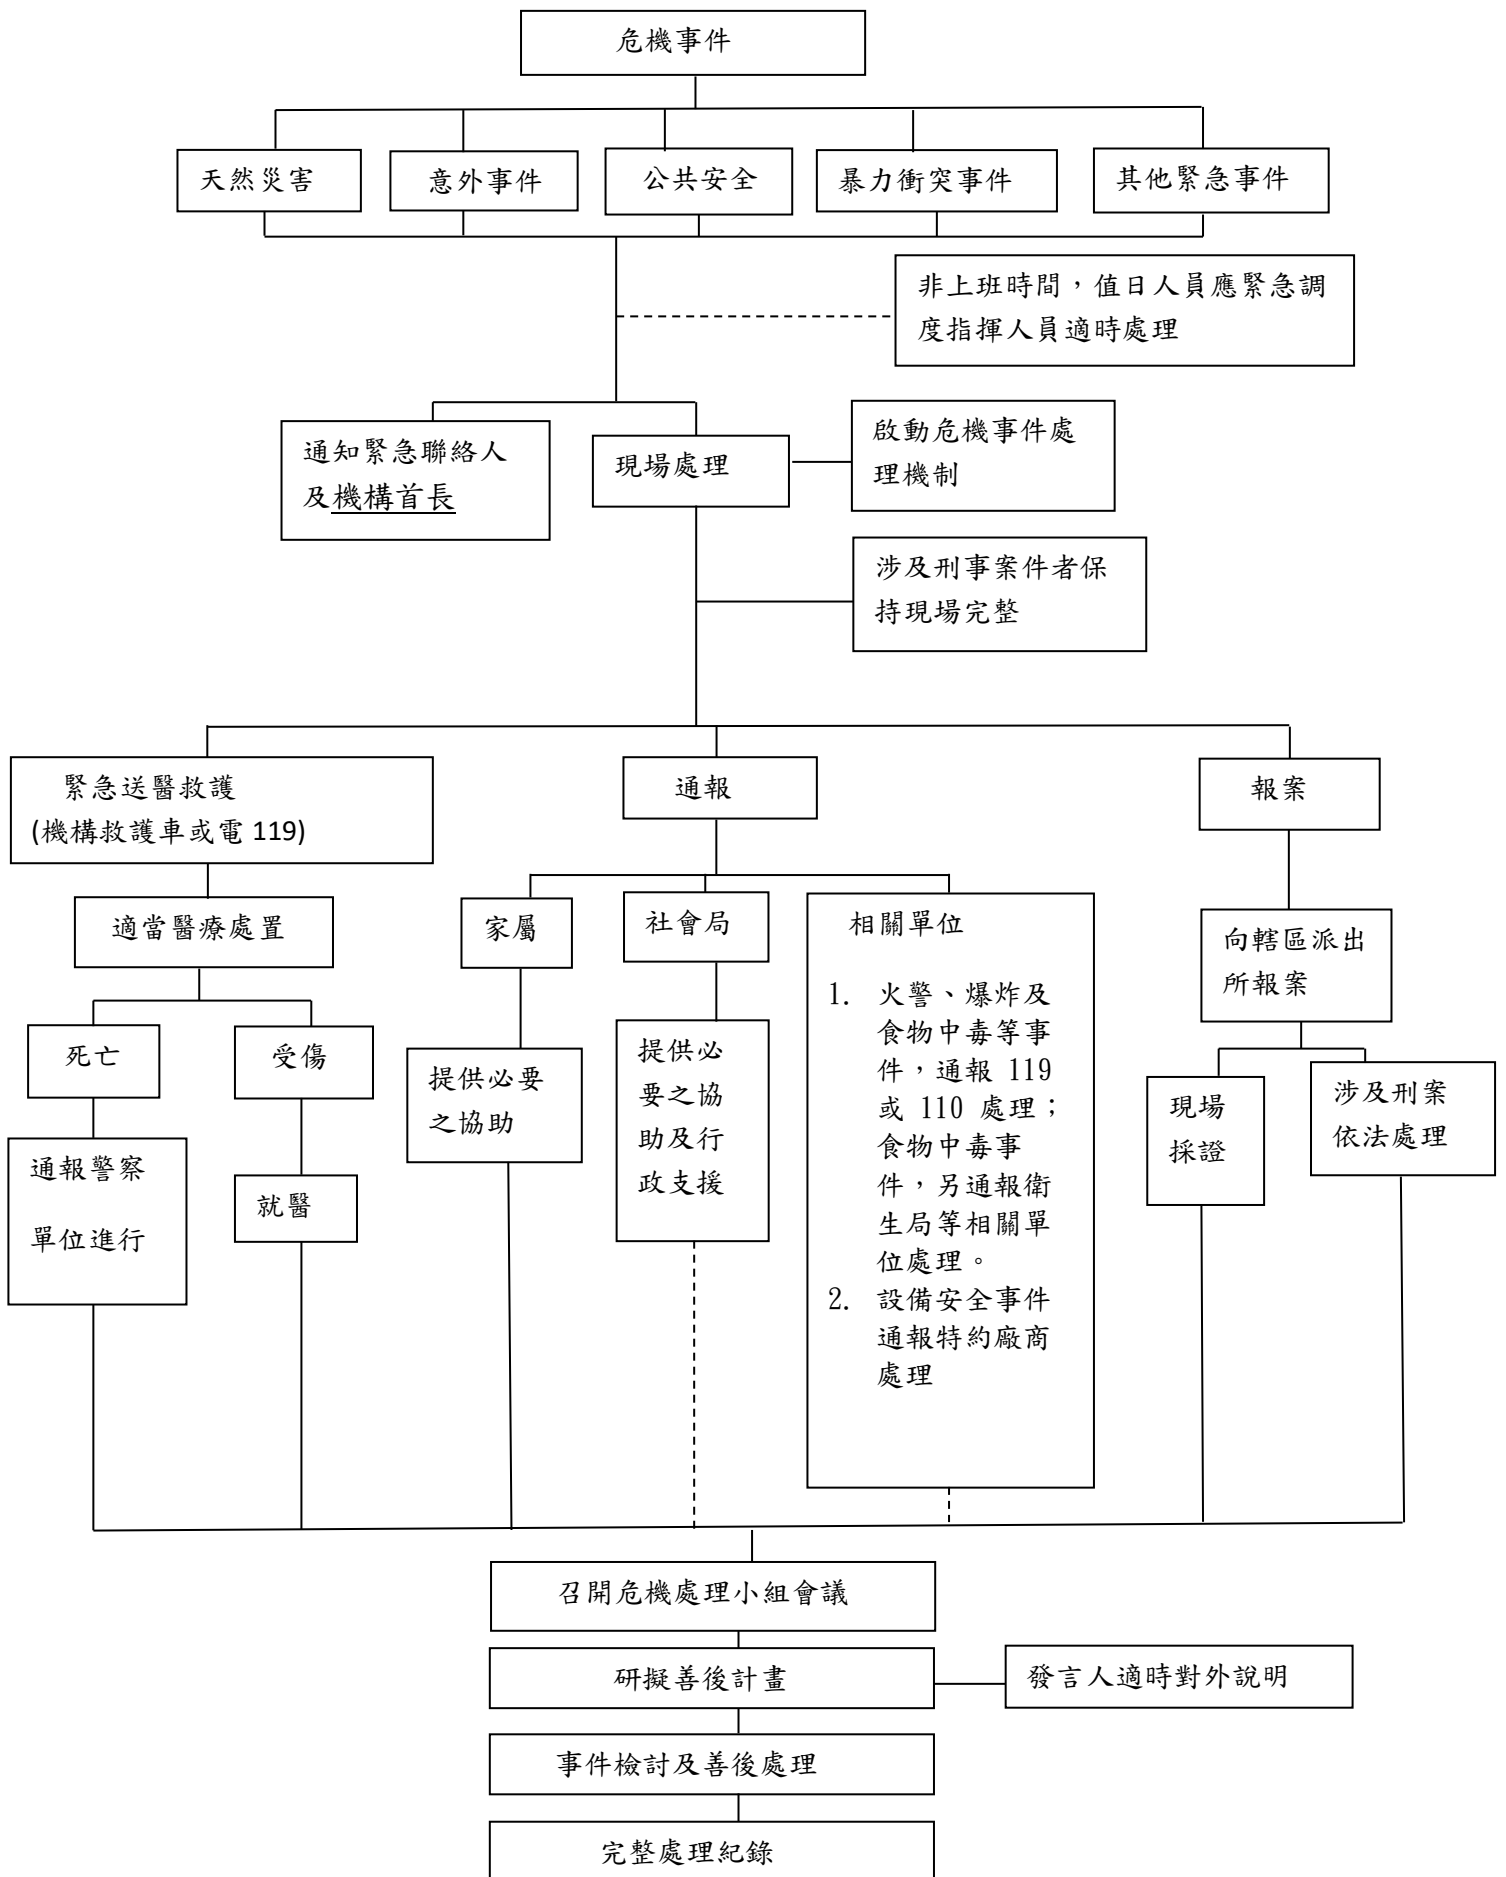 危機事件
天然災害
意外事件
公共安全
暴力衝突事件
其他緊急事件
非上班時間，值日人員應緊急調
度指揮人員適時處理
通知緊急聯絡人
及機構首長
現場處理
啟動危機事件處
理機制
涉及刑事案件者保
持現場完整
緊急送醫救護
(機構救護車或電 119)
通報
報案
適當醫療處置
家屬
社會局
相關單位
1. 火警、爆炸及
食物中毒等事
件，通報 119
或 110 處理；
食物中毒事
件，另通報衛
生局等相關單
位處理。
2. 設備安全事件
通報特約廠商
處理
向轄區派出
所報案
死亡
受傷
提供必要
之協助
提供必
要之協
助及行
政支援
現場
採證
涉及刑案
依法處理
通報警察
單位進行
就醫
召開危機處理小組會議
研擬善後計畫
發言人適時對外說明
事件檢討及善後處理
完整處理紀錄